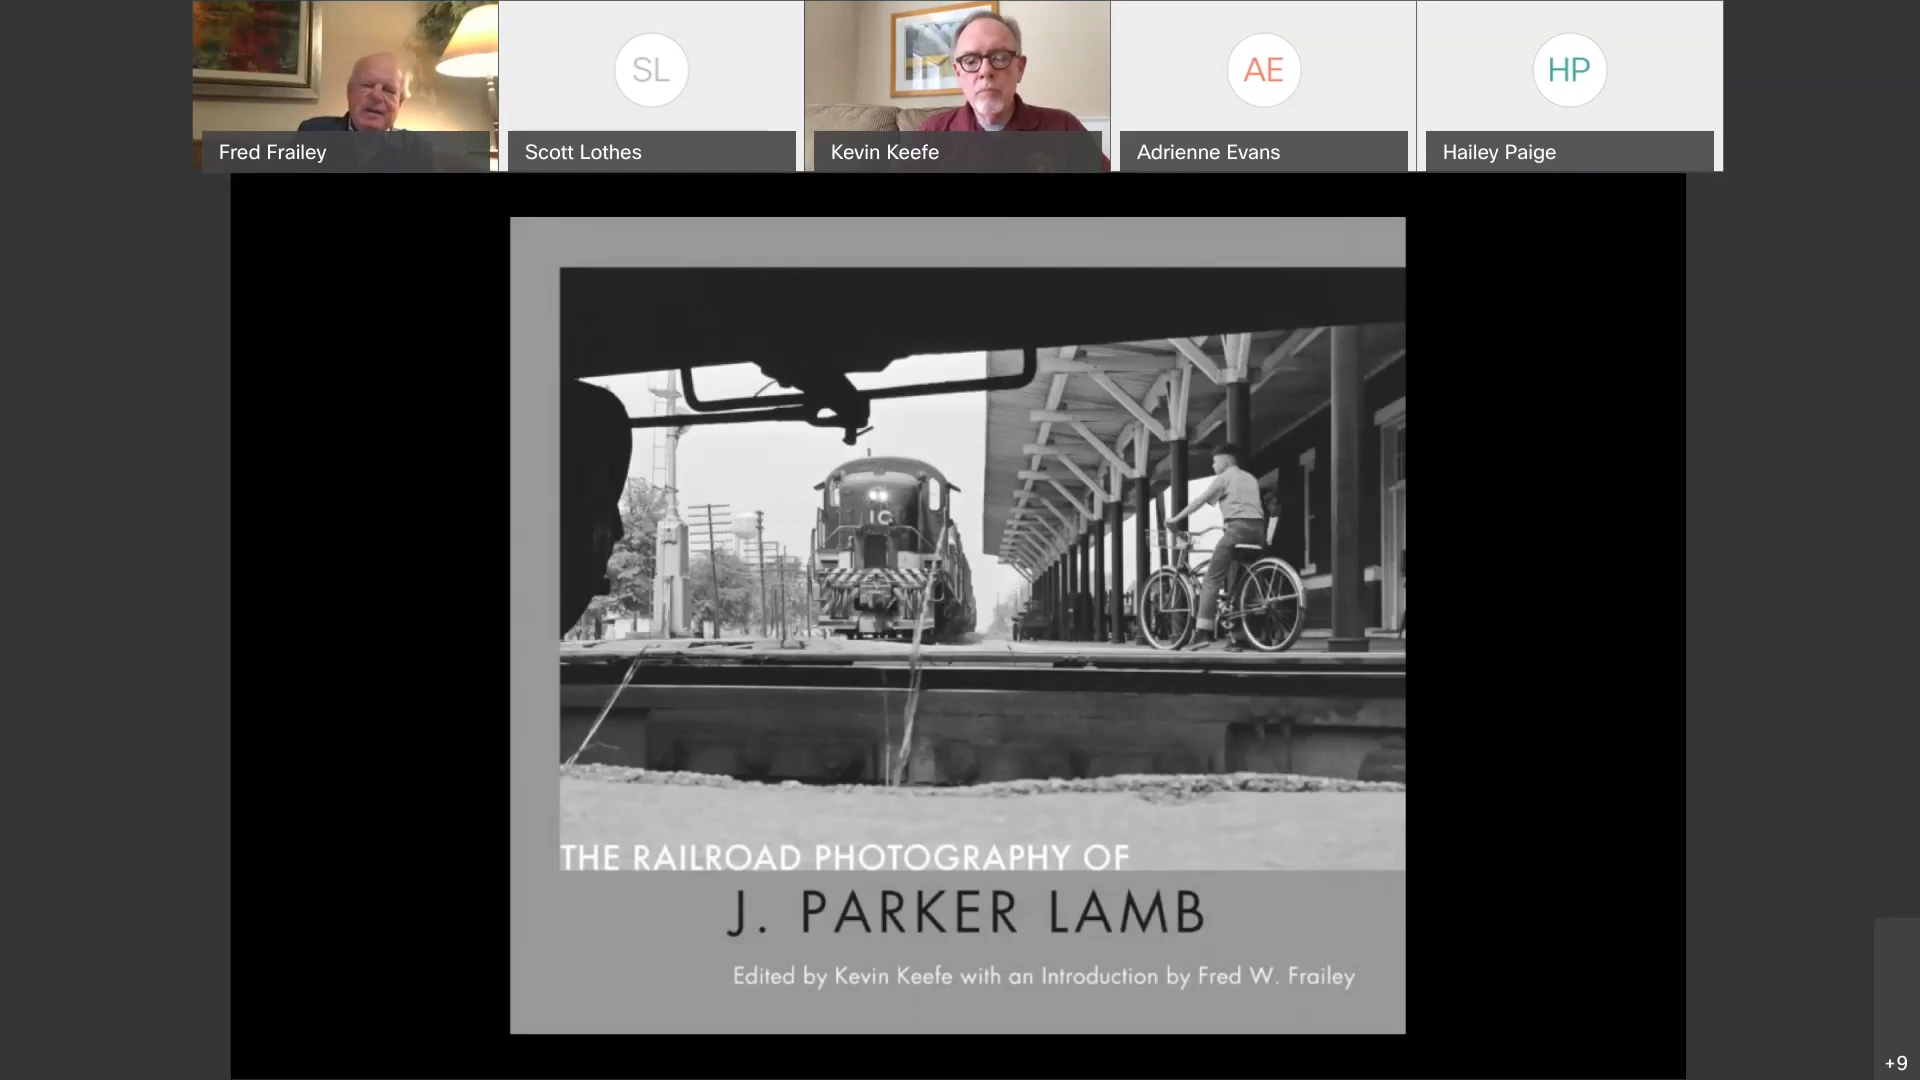 SL
AE
HP
Fred Frailey
Scott Lothes
Kevin Keefe
Adrienne Evans
Hailey Paige
IC
THE RAILROAD PHOTOGRAPHY OF
J. PARKER LAMB
Edited by Kevin Keefe with an Introduction by Fred W. Frailey
+9